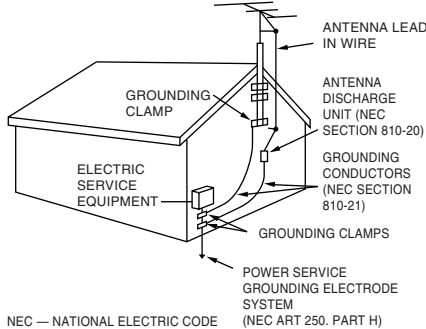 ANTENNA LEAD
IN WIRE
GROUNDING
CLAMP
ANTENNA
DISCHARGE
UNIT (NEC
SECTION 810-20)
ELECTRIC
SERVICE
EQUIPMENT
GROUNDING
CONDUCTORS
(NEC SECTION
810-21)
GROUNDING CLAMPS
POWER SERVICE
GROUNDING ELECTRODE
SYSTEM
(NEC ART 250. PART H)
NEC — NATIONAL ELECTRIC CODE